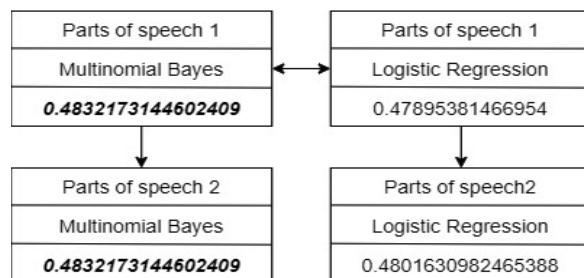 Parts of speech 1
Multinomial Bayes
0.4832173144602409
Parts of speech 1
Logistic Regression
0.47895381466954
Parts of speech 2
Multinomial Bayes
0.4832173144602409
Parts of speech2
Logistic Regression
0.4801630982465388